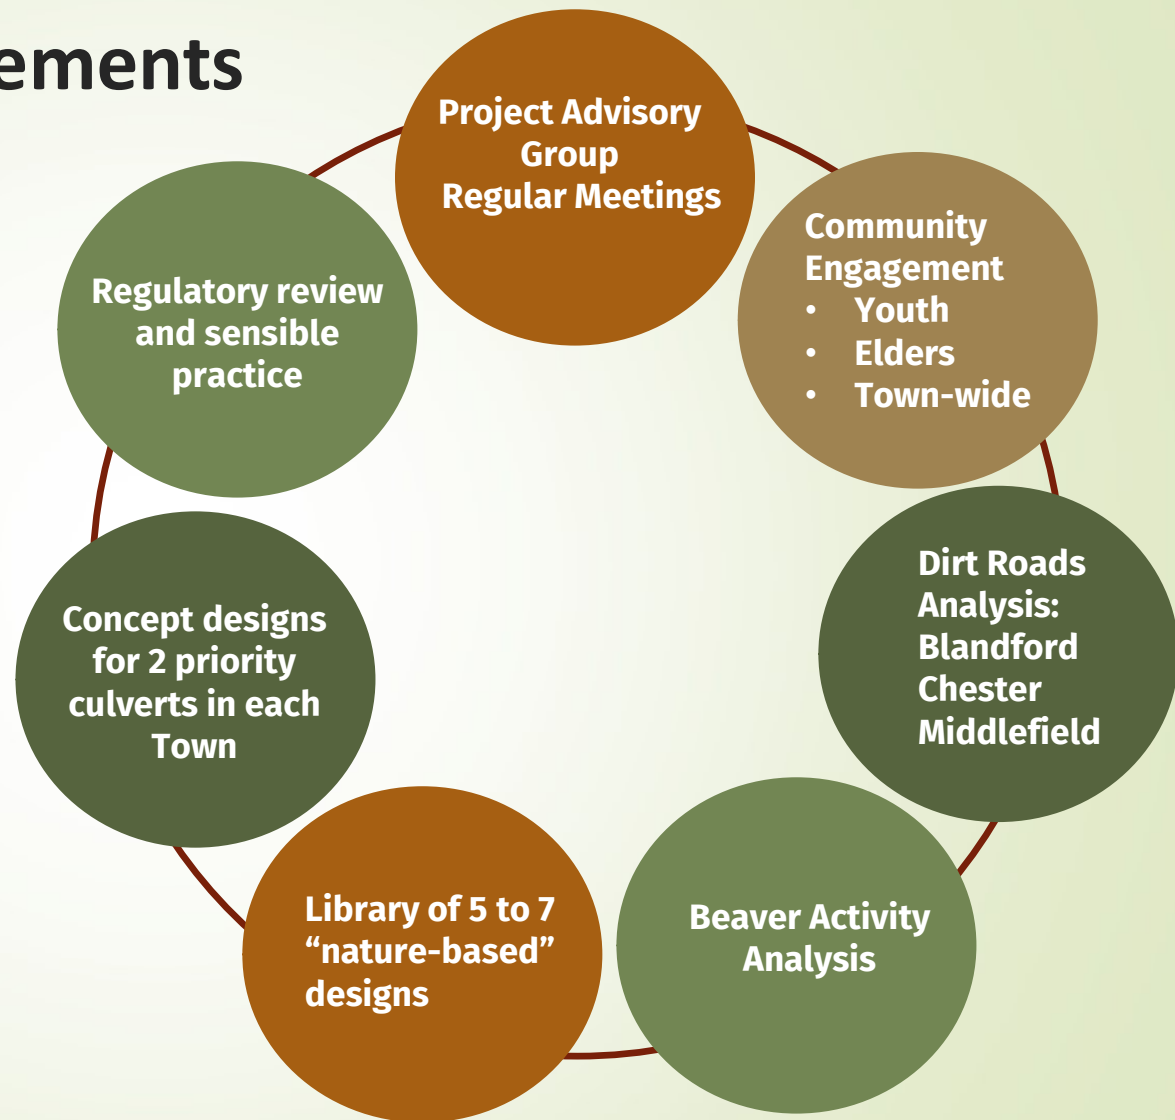 ements
Project Advisory
Group
Regular Meetings
Community
Engagement
• Youth
• Elders
• Town-wide
Dirt Roads
Analysis:
Blandford
Chester
Middlefield
Beaver Activity
Analysis
Library of 5 to 7
“nature-based”
designs
Concept designs
for 2 priority
culverts in each
Town
Regulatory review
and sensible
practice